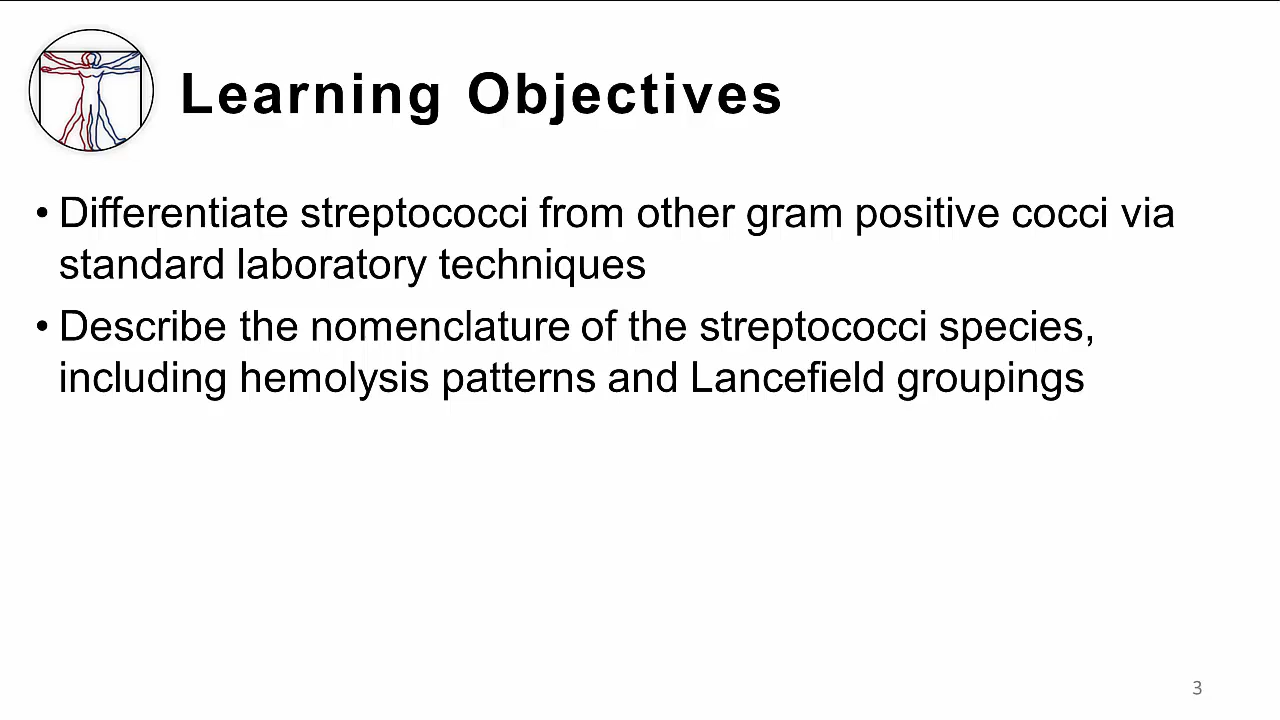 Learning Objectives
• Differentiate streptococci from other gram positive cocci via
standard laboratory techniques
• Describe the nomenclature of the streptococci species,
including hemolysis patterns and Lancefield groupings
3